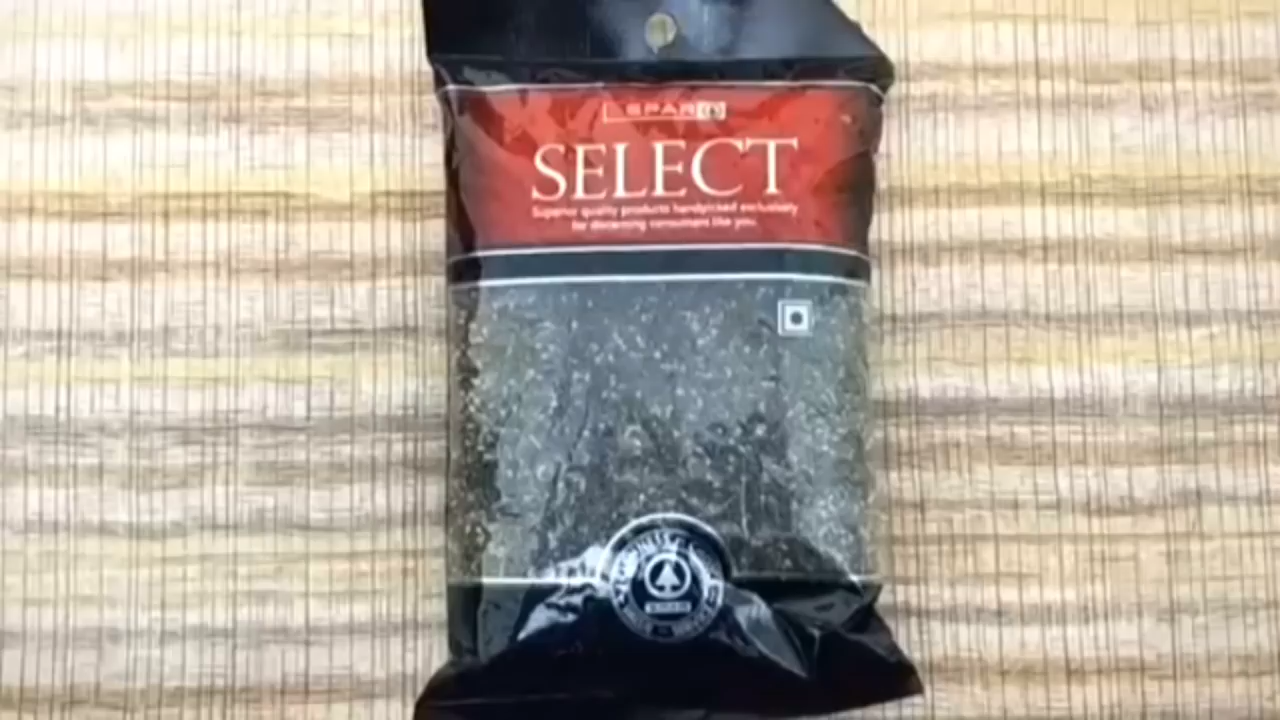 SPAR
SELECT
Superior quality products handpicked exclusively
for discerning consumers like you.